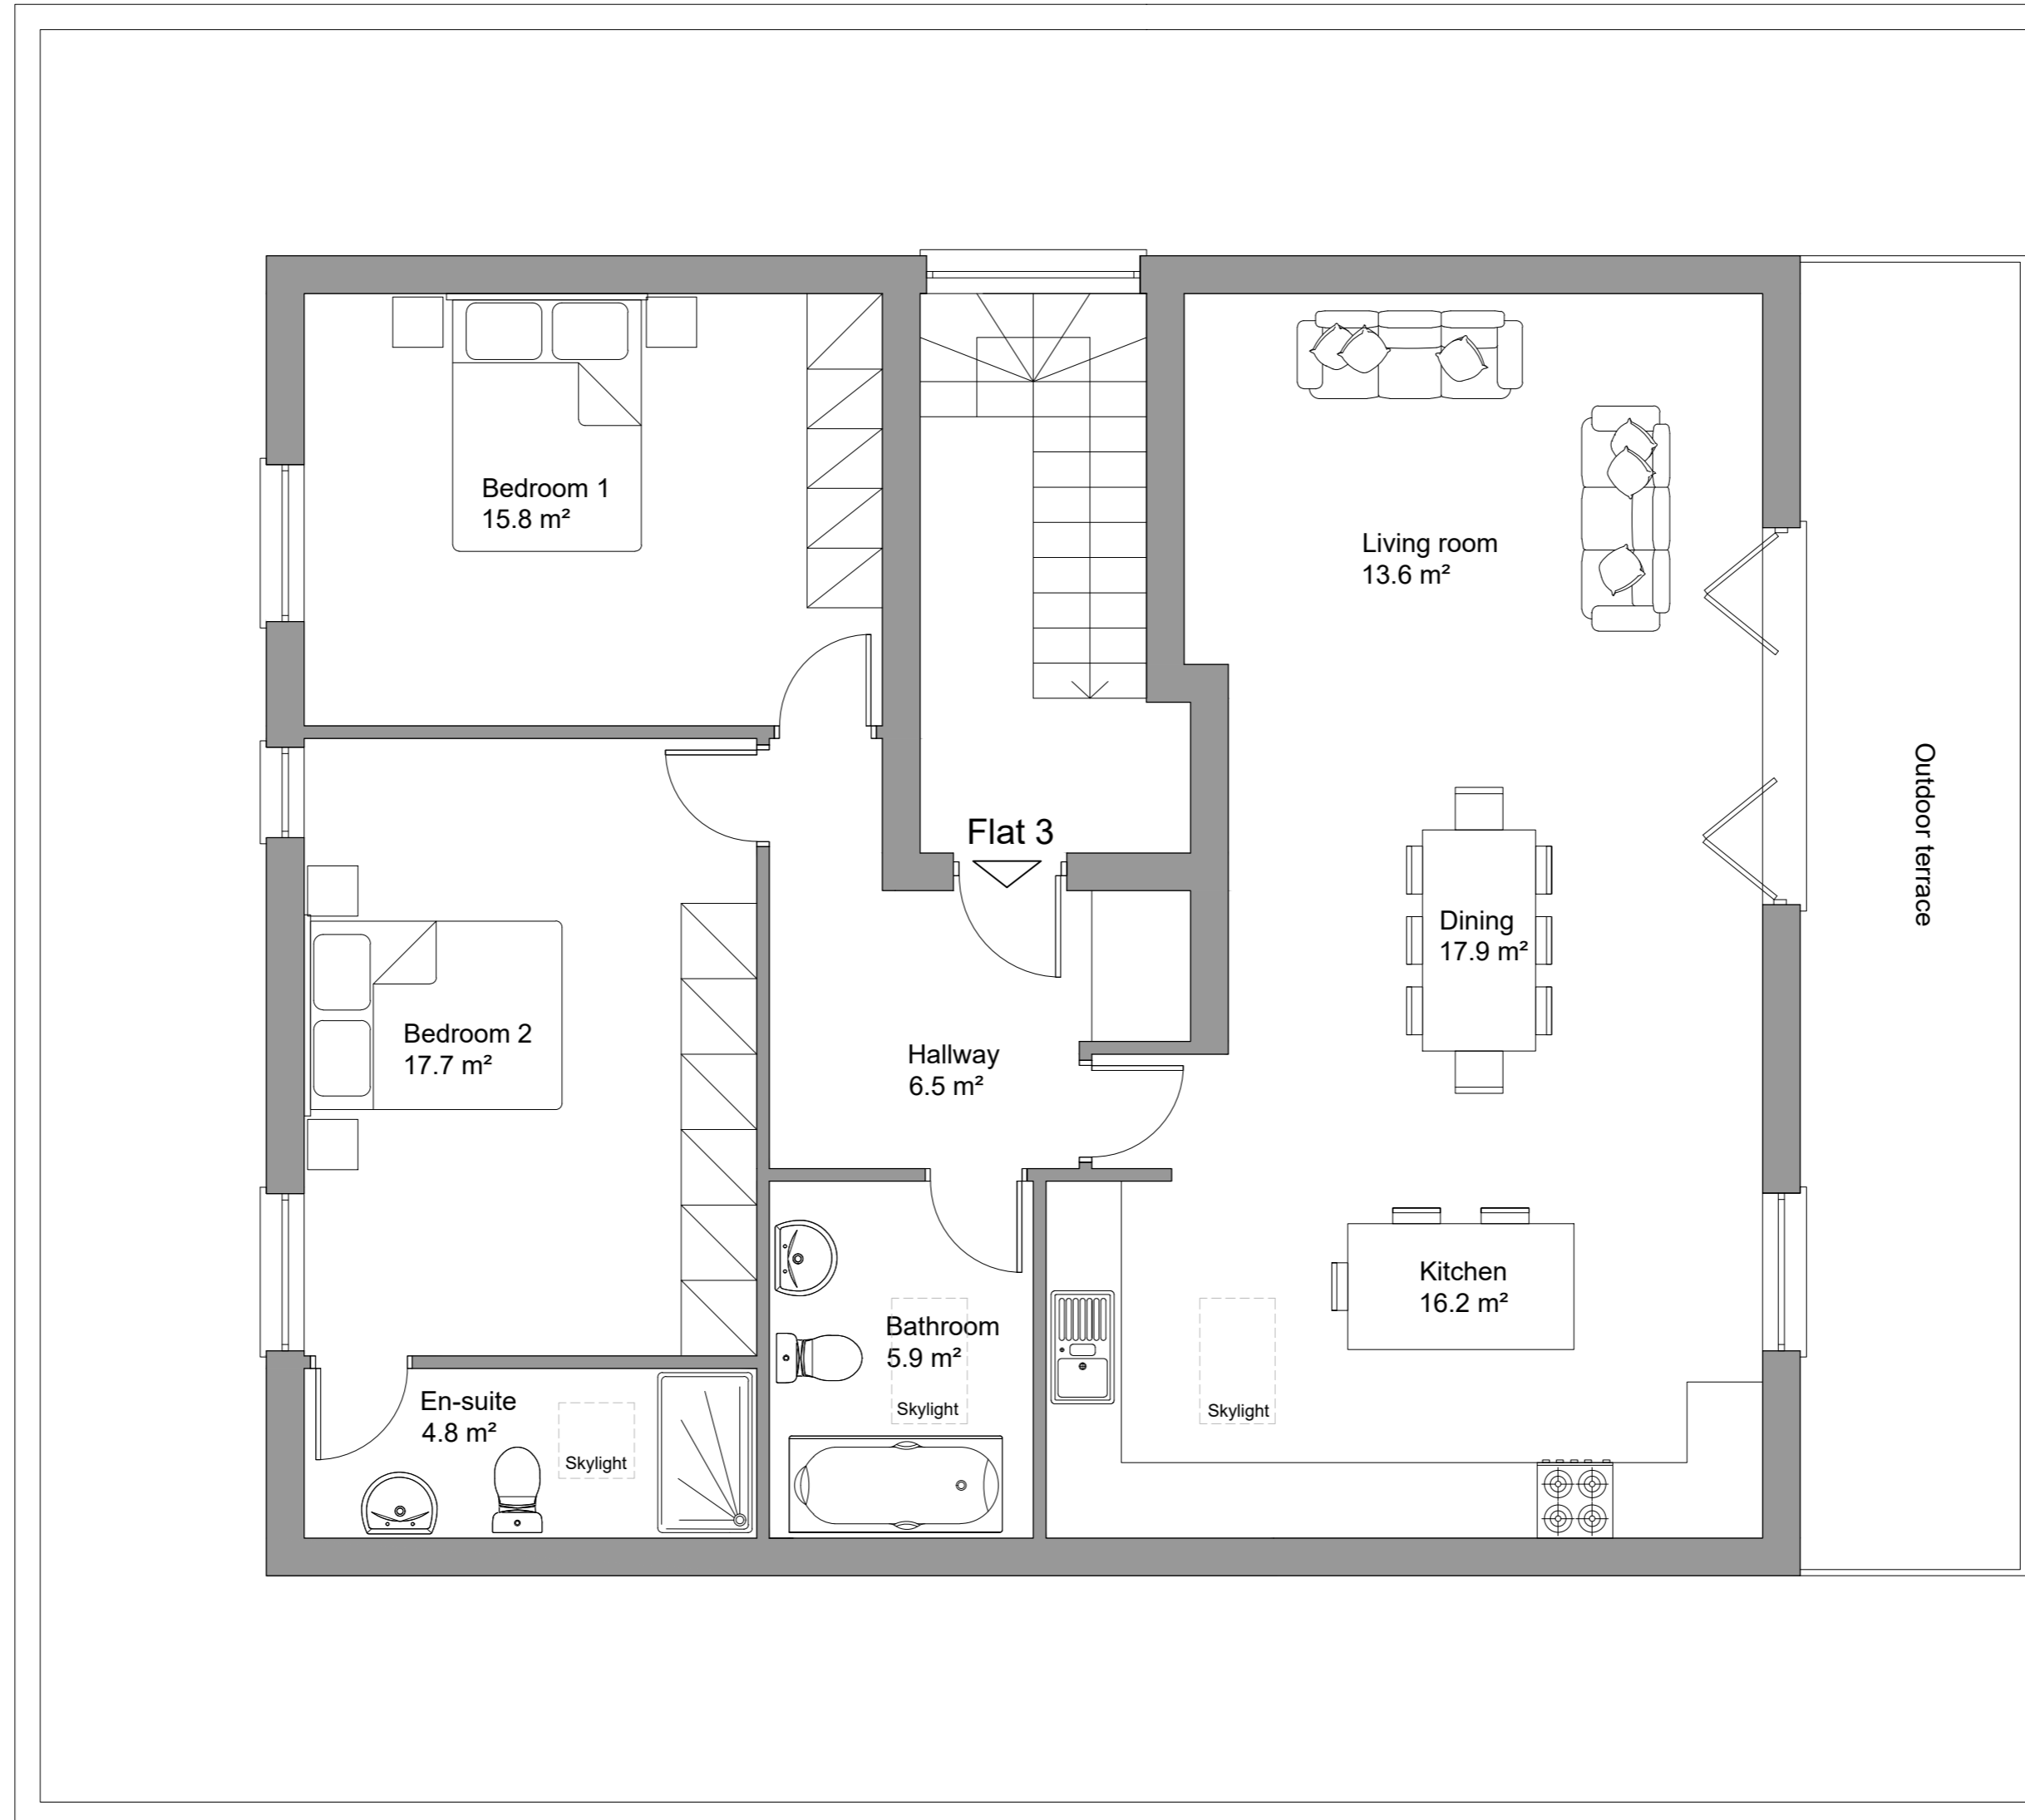 Bedroom 1
15.8 m²
Living room
13.6 m²
Outdoor terrace
Flat 3
Dining
17.9 m²
Bedroom 2
17.7 m²
Hallway
6.5 m²
Kitchen
16.2 m²
Bathroom
5.9 m²
Skylight
Skylight
En-suite
4.8 m²
Skylight